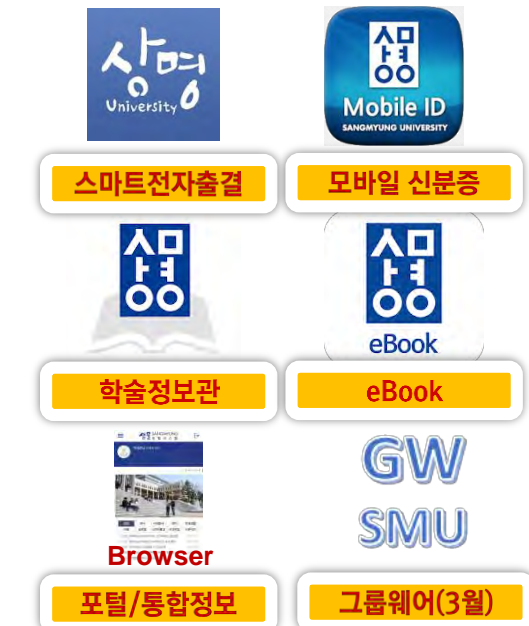 상명
University
상명
Mobile ID
SANGMYUNG UNIVERSITY
스마트전자출결
모바일 신분증
상명
상명
eBook
학술정보관
eBook
Browser
GW
SMU
포털/통합정보
그룹웨어(3월)